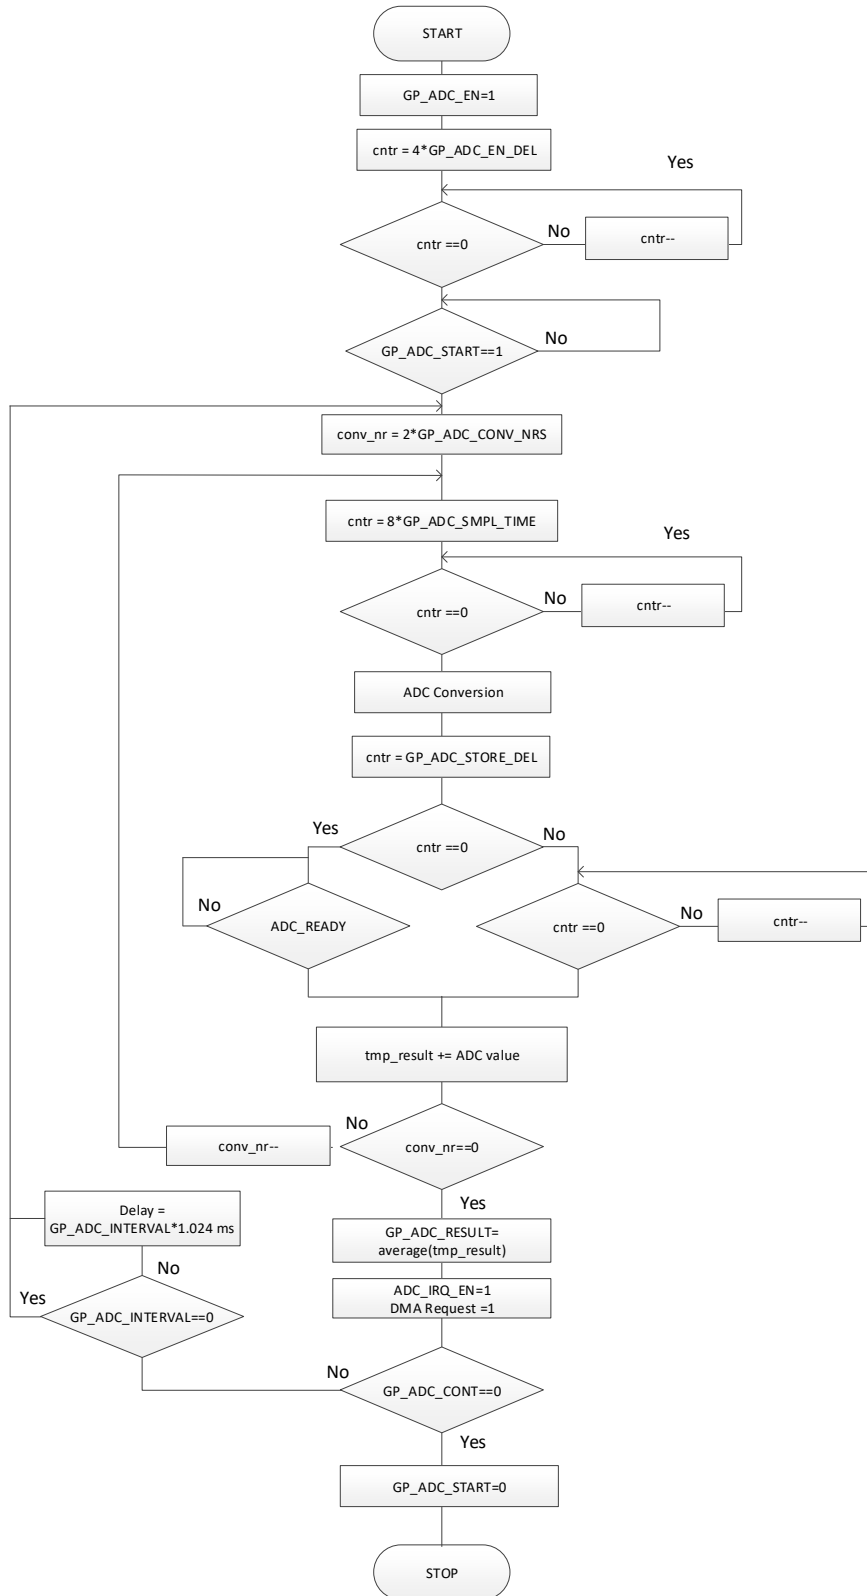 START
GP_ADC_EN=1
cntr = 4*GP_ADC_EN_DEL
Yes
cntr ==0
No
cntr--
GP_ADC_START==1
No
conv_nr = 2*GP_ADC_CONV_NRS
cntr = 8*GP_ADC_SMPL_TIME
Yes
cntr ==0
No
cntr--
ADC Conversion
cntr = GP_ADC_STORE_DEL
Yes
cntr ==0
No
No
ADC_READY
cntr ==0
No
cntr--
tmp_result += ADC value
conv_nr--
No
conv_nr==0
Yes
Delay =
GP_ADC_INTERVAL*1.024 ms
GP_ADC_RESULT=
average(tmp_result)
No
Yes
GP_ADC_INTERVAL==0
ADC_IRQ_EN=1
DMA Request =1
No
GP_ADC_CONT==0
Yes
GP_ADC_START=0
STOP